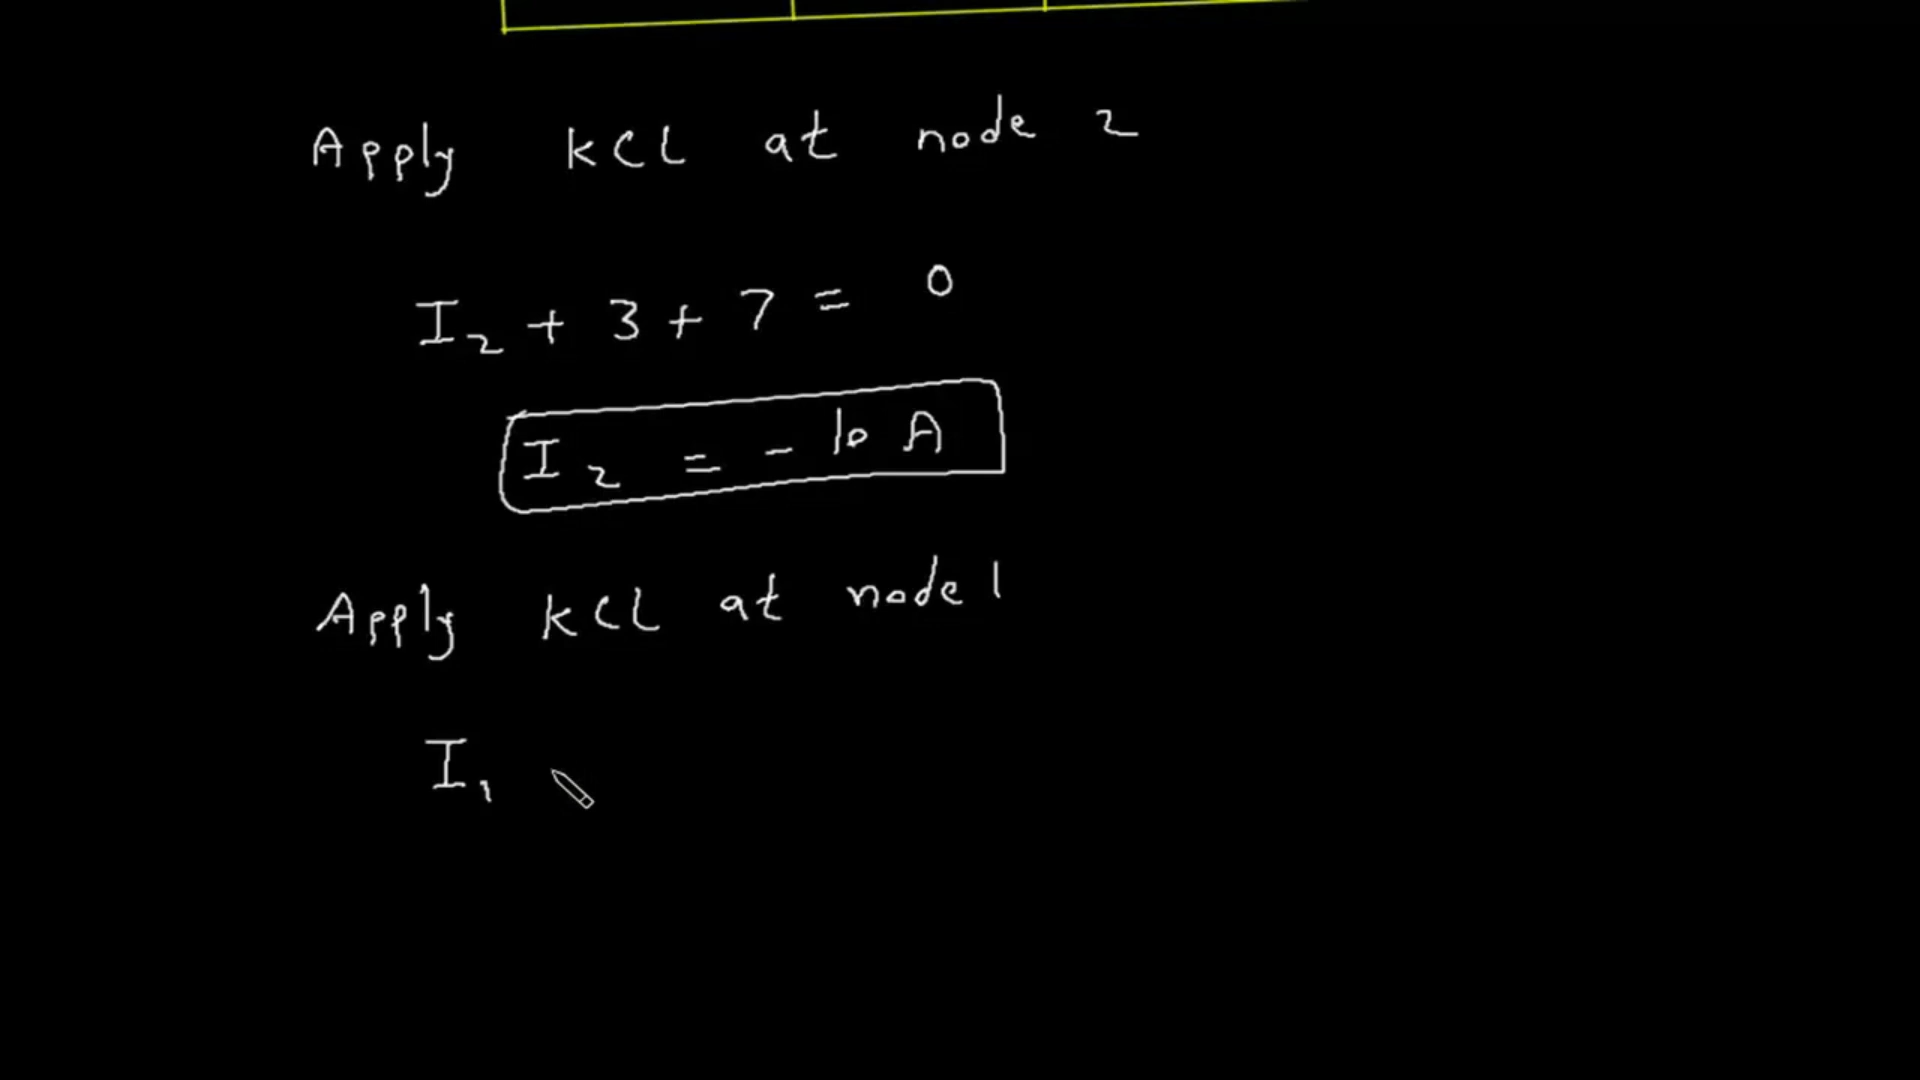 Apply KCL at node 2
I₂ + 3 + 7 = 0
I₂ = - 10 A
Apply KCL at node 1
I₁